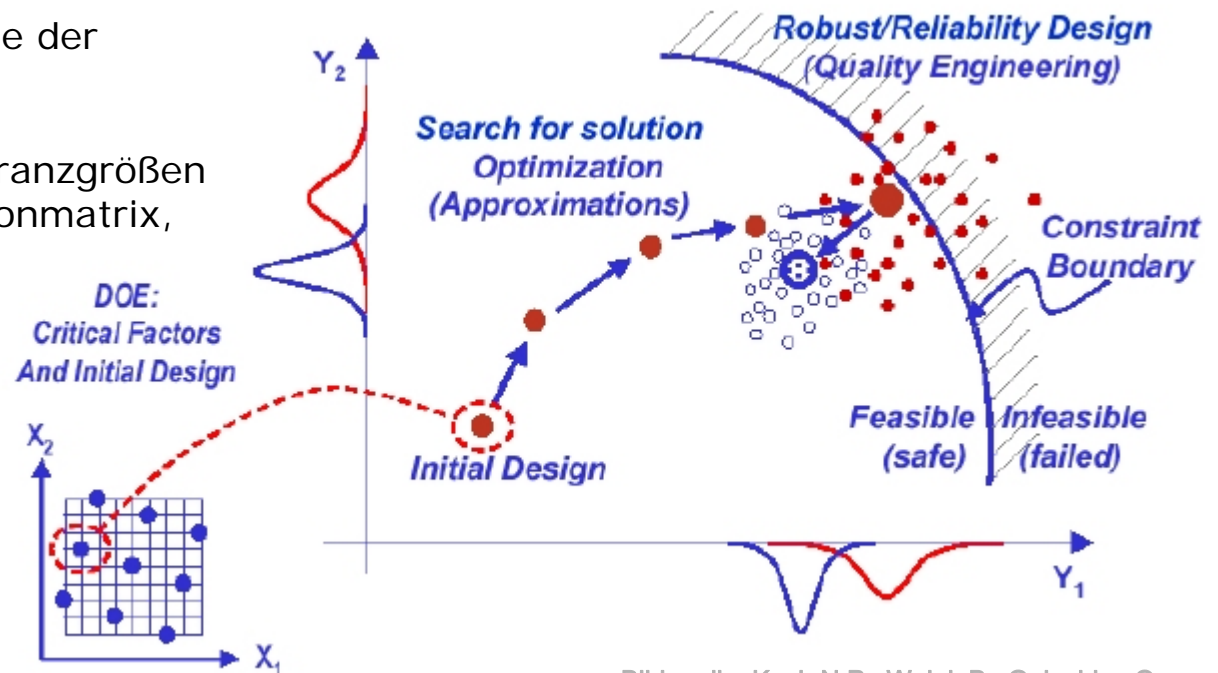 e der
ranzgrößen
onmatrix,
Robust/Reliability Design
(Quality Engineering)
Y2
Search for solution
Optimization
(Approximations)
Constraint
Boundary
DOE:
Critical Factors
And Initial Design
Feasible
(safe)
Infeasible
(failed)
Initial Design
X2
X1
Y1